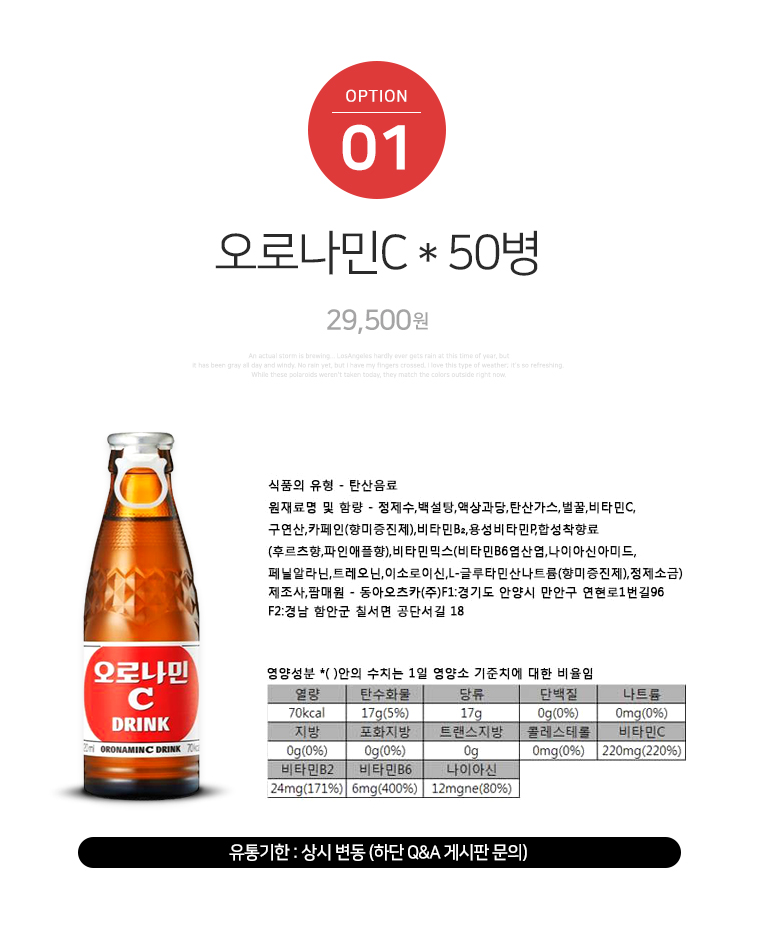 OPTION
01
오로나민C * 50병
29,500원
An actual storm is brewing... LosAngeles hardly ever gets rain at this time of year, but
it has been gray all day and windy. No rain yet, but I have my fingers crossed. I love this type of weather; it's so refreshing.
While these polaroids weren't taken today, they match the colors outside right now.
식품의 유형 - 탄산음료
원재료명 및 함량 - 정제수,백설탕,액상과당,탄산가스,벌꿀,비타민C,
구연산,카페인(향미증진제),비타민B₂,용성비타민P,합성착향료
(후르츠향,파인애플향),비타민믹스(비타민B6염산염,나이아신아미드,
페닐알라닌,트레오닌,이소로이신,L-글루타민산나트륨(향미증진제),정제소금)
제조사,팜매원 - 동아오츠카(주)F1:경기도 안양시 만안구 연현로1번길96
F2:경남 함안군 칠서면 공단서길 18
오로나민
C
DRINK
20ml ORONAMIN C DRINK 70kc
영양성분 *( )안의 수치는 1일 영양소 기준치에 대한 비율임
열량 탄수화물 당류 단백질 나트륨
70kcal 17g(5%) 17g 0g(0%) 0mg(0%)
지방 포화지방 트랜스지방 콜레스테롤 비타민C
0g(0%) 0g(0%) 0g 0mg(0%) 220mg(220%)
비타민B2 비타민B6 나이아신
24mg(171%) 6mg(400%) 12mgne(80%)
유통기한 : 상시 변동 (하단 Q&A 게시판 문의)